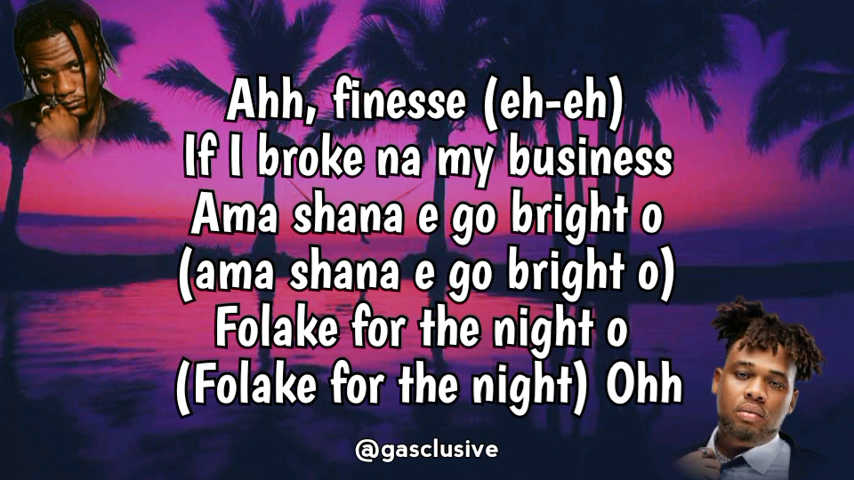 Ahh, finesse (eh-eh)
If I broke na my business
Ama shana e go bright o
(ama shana e go bright o)
Folake for the night o
(Folake for the night) Ohh
@gasclusive